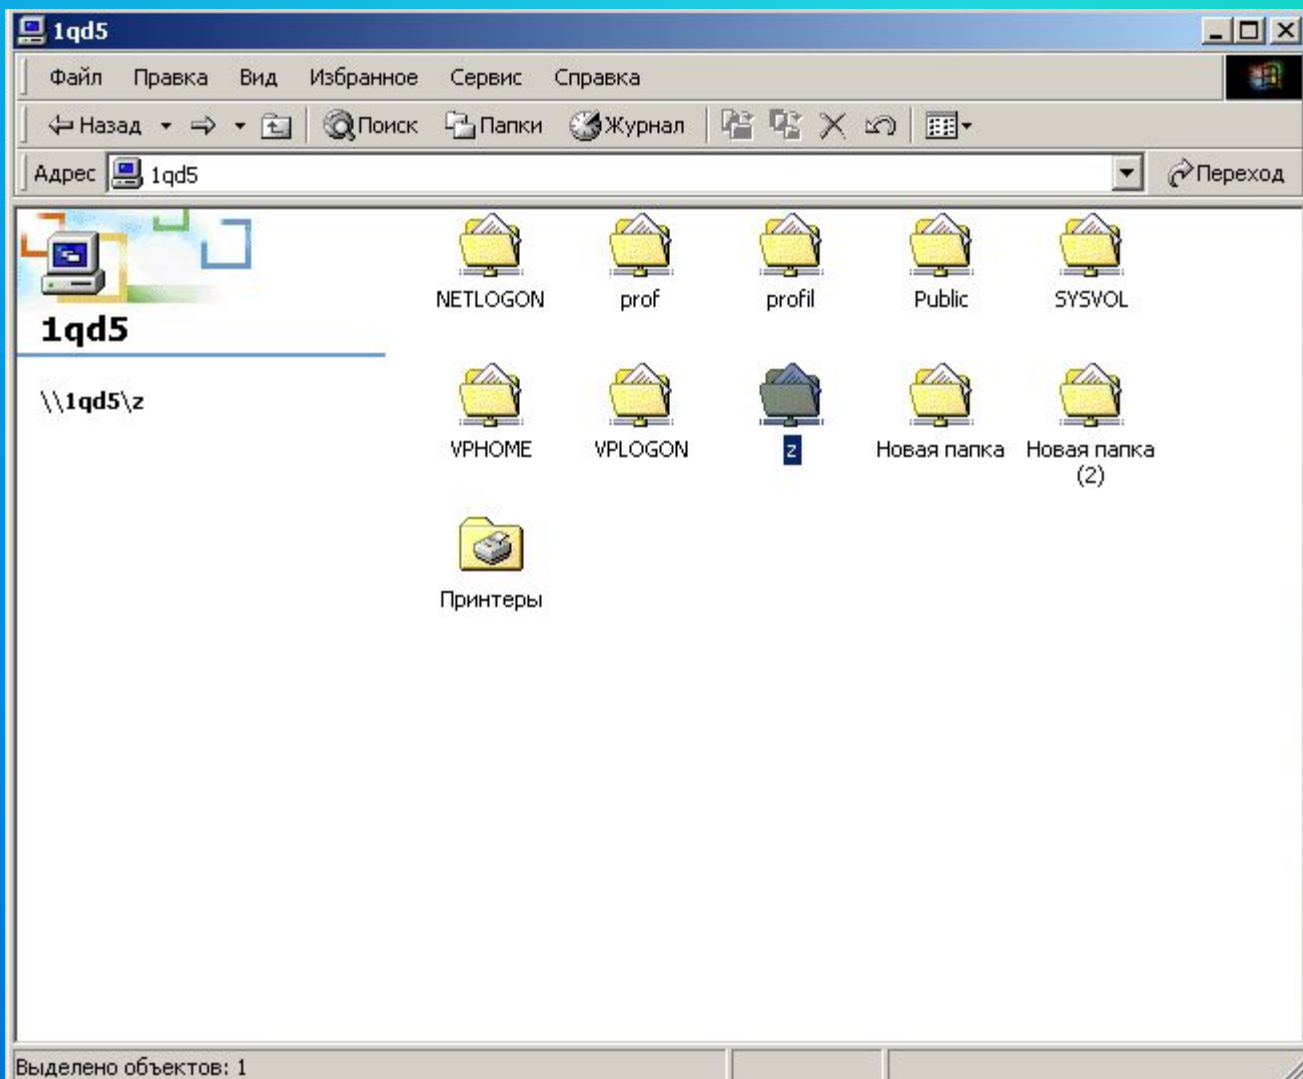 1qd5
Файл Правка Вид Избранное Сервис Справка
Назад Поиск Папки Журнал
Адрес 1qd5 Переход
NETLOGON prof profil Public SYSVOL
1qd5
\\1qd5\z
VPHOME VPLOGON z Новая папка Новая папка
(2)
Принтеры
Выделено объектов: 1